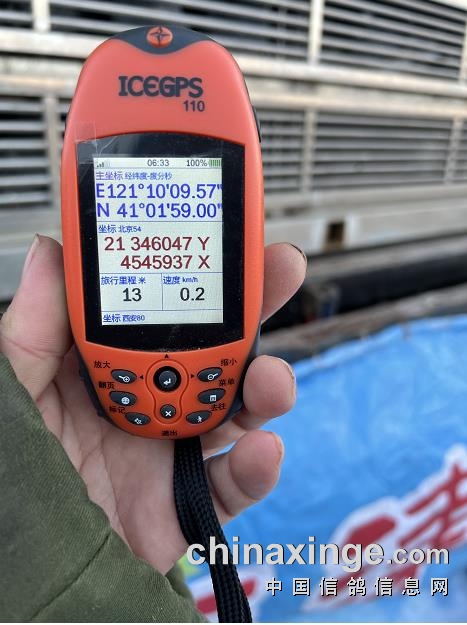 ICEGPS
110
06:33 100%
主坐标 经纬度-度分秒
E121°10'09.57"
N 41°01'59.00"
坐标 北京54
21 346047 Y
4545937 X
旅行里程 米 速度 km/h
13 0.2
坐标 西安80
放大 缩小
翻页 菜单
标记 去往
退出
chinaxinge.com
中国信鸽信息网